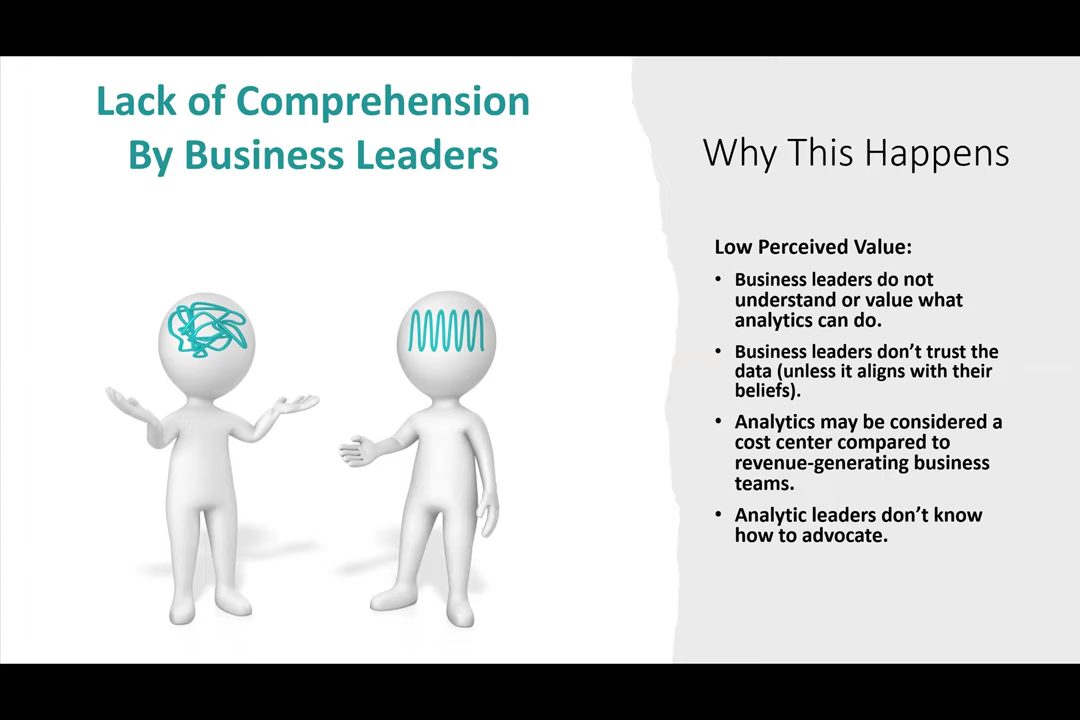 Lack of Comprehension
By Business Leaders
Why This Happens
Low Perceived Value:
• Business leaders do not
understand or value what
analytics can do.
• Business leaders don’t trust the
data (unless it aligns with their
beliefs).
• Analytics may be considered a
cost center compared to
revenue-generating business
teams.
• Analytic leaders don’t know
how to advocate.